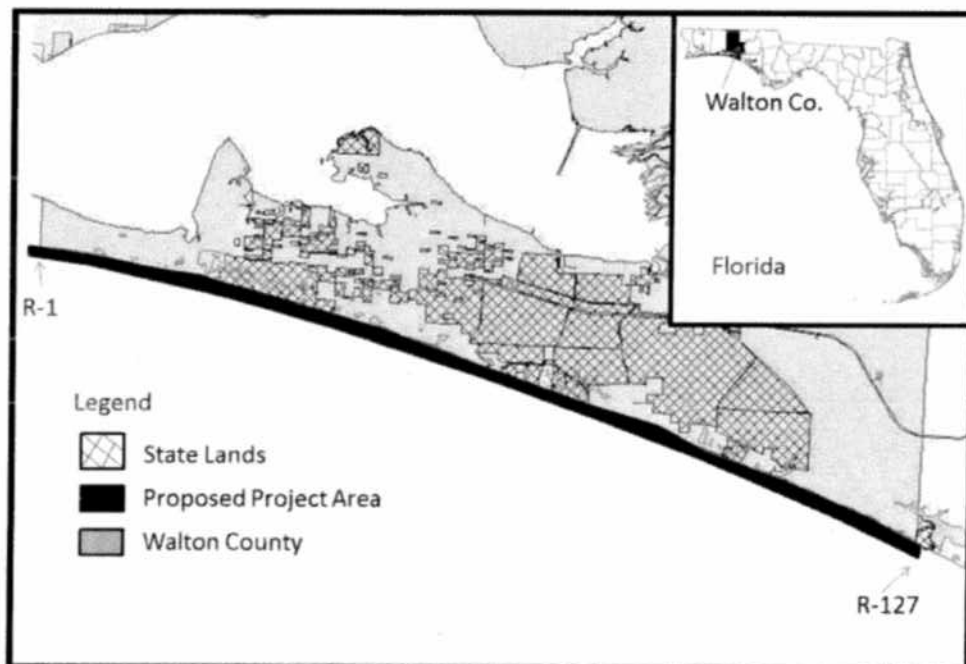 Walton Co.
Florida
R-1
Legend
State Lands
Proposed Project Area
Walton County
R-127